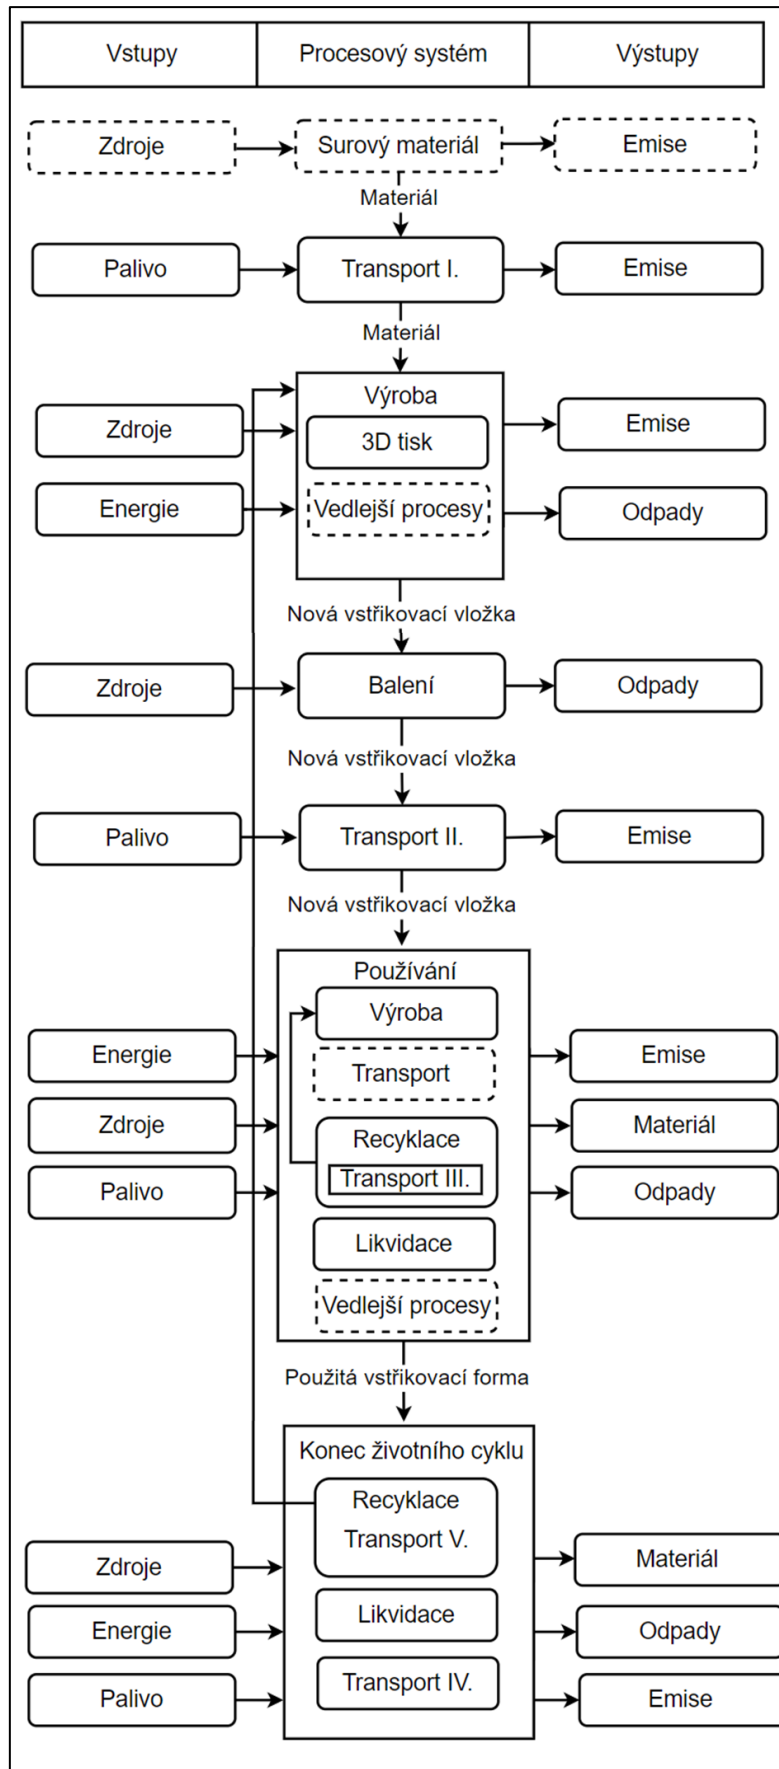 Vstupy
Procesový systém
Výstupy
Zdroje
Surový materiál
Emise
Materiál
Palivo
Transport I.
Emise
Materiál
Výroba
Zdroje
3D tisk
Emise
Energie
Vedlejší procesy
Odpady
Nová vstřikovací vložka
Zdroje
Balení
Odpady
Nová vstřikovací vložka
Palivo
Transport II.
Emise
Nová vstřikovací vložka
Používání
Výroba
Energie
Transport
Emise
Zdroje
Recyklace
Materiál
Palivo
Transport III.
Odpady
Likvidace
Vedlejší procesy
Použitá vstřikovací forma
Konec životního cyklu
Recyklace
Transport V.
Zdroje
Materiál
Energie
Likvidace
Odpady
Palivo
Transport IV.
Emise